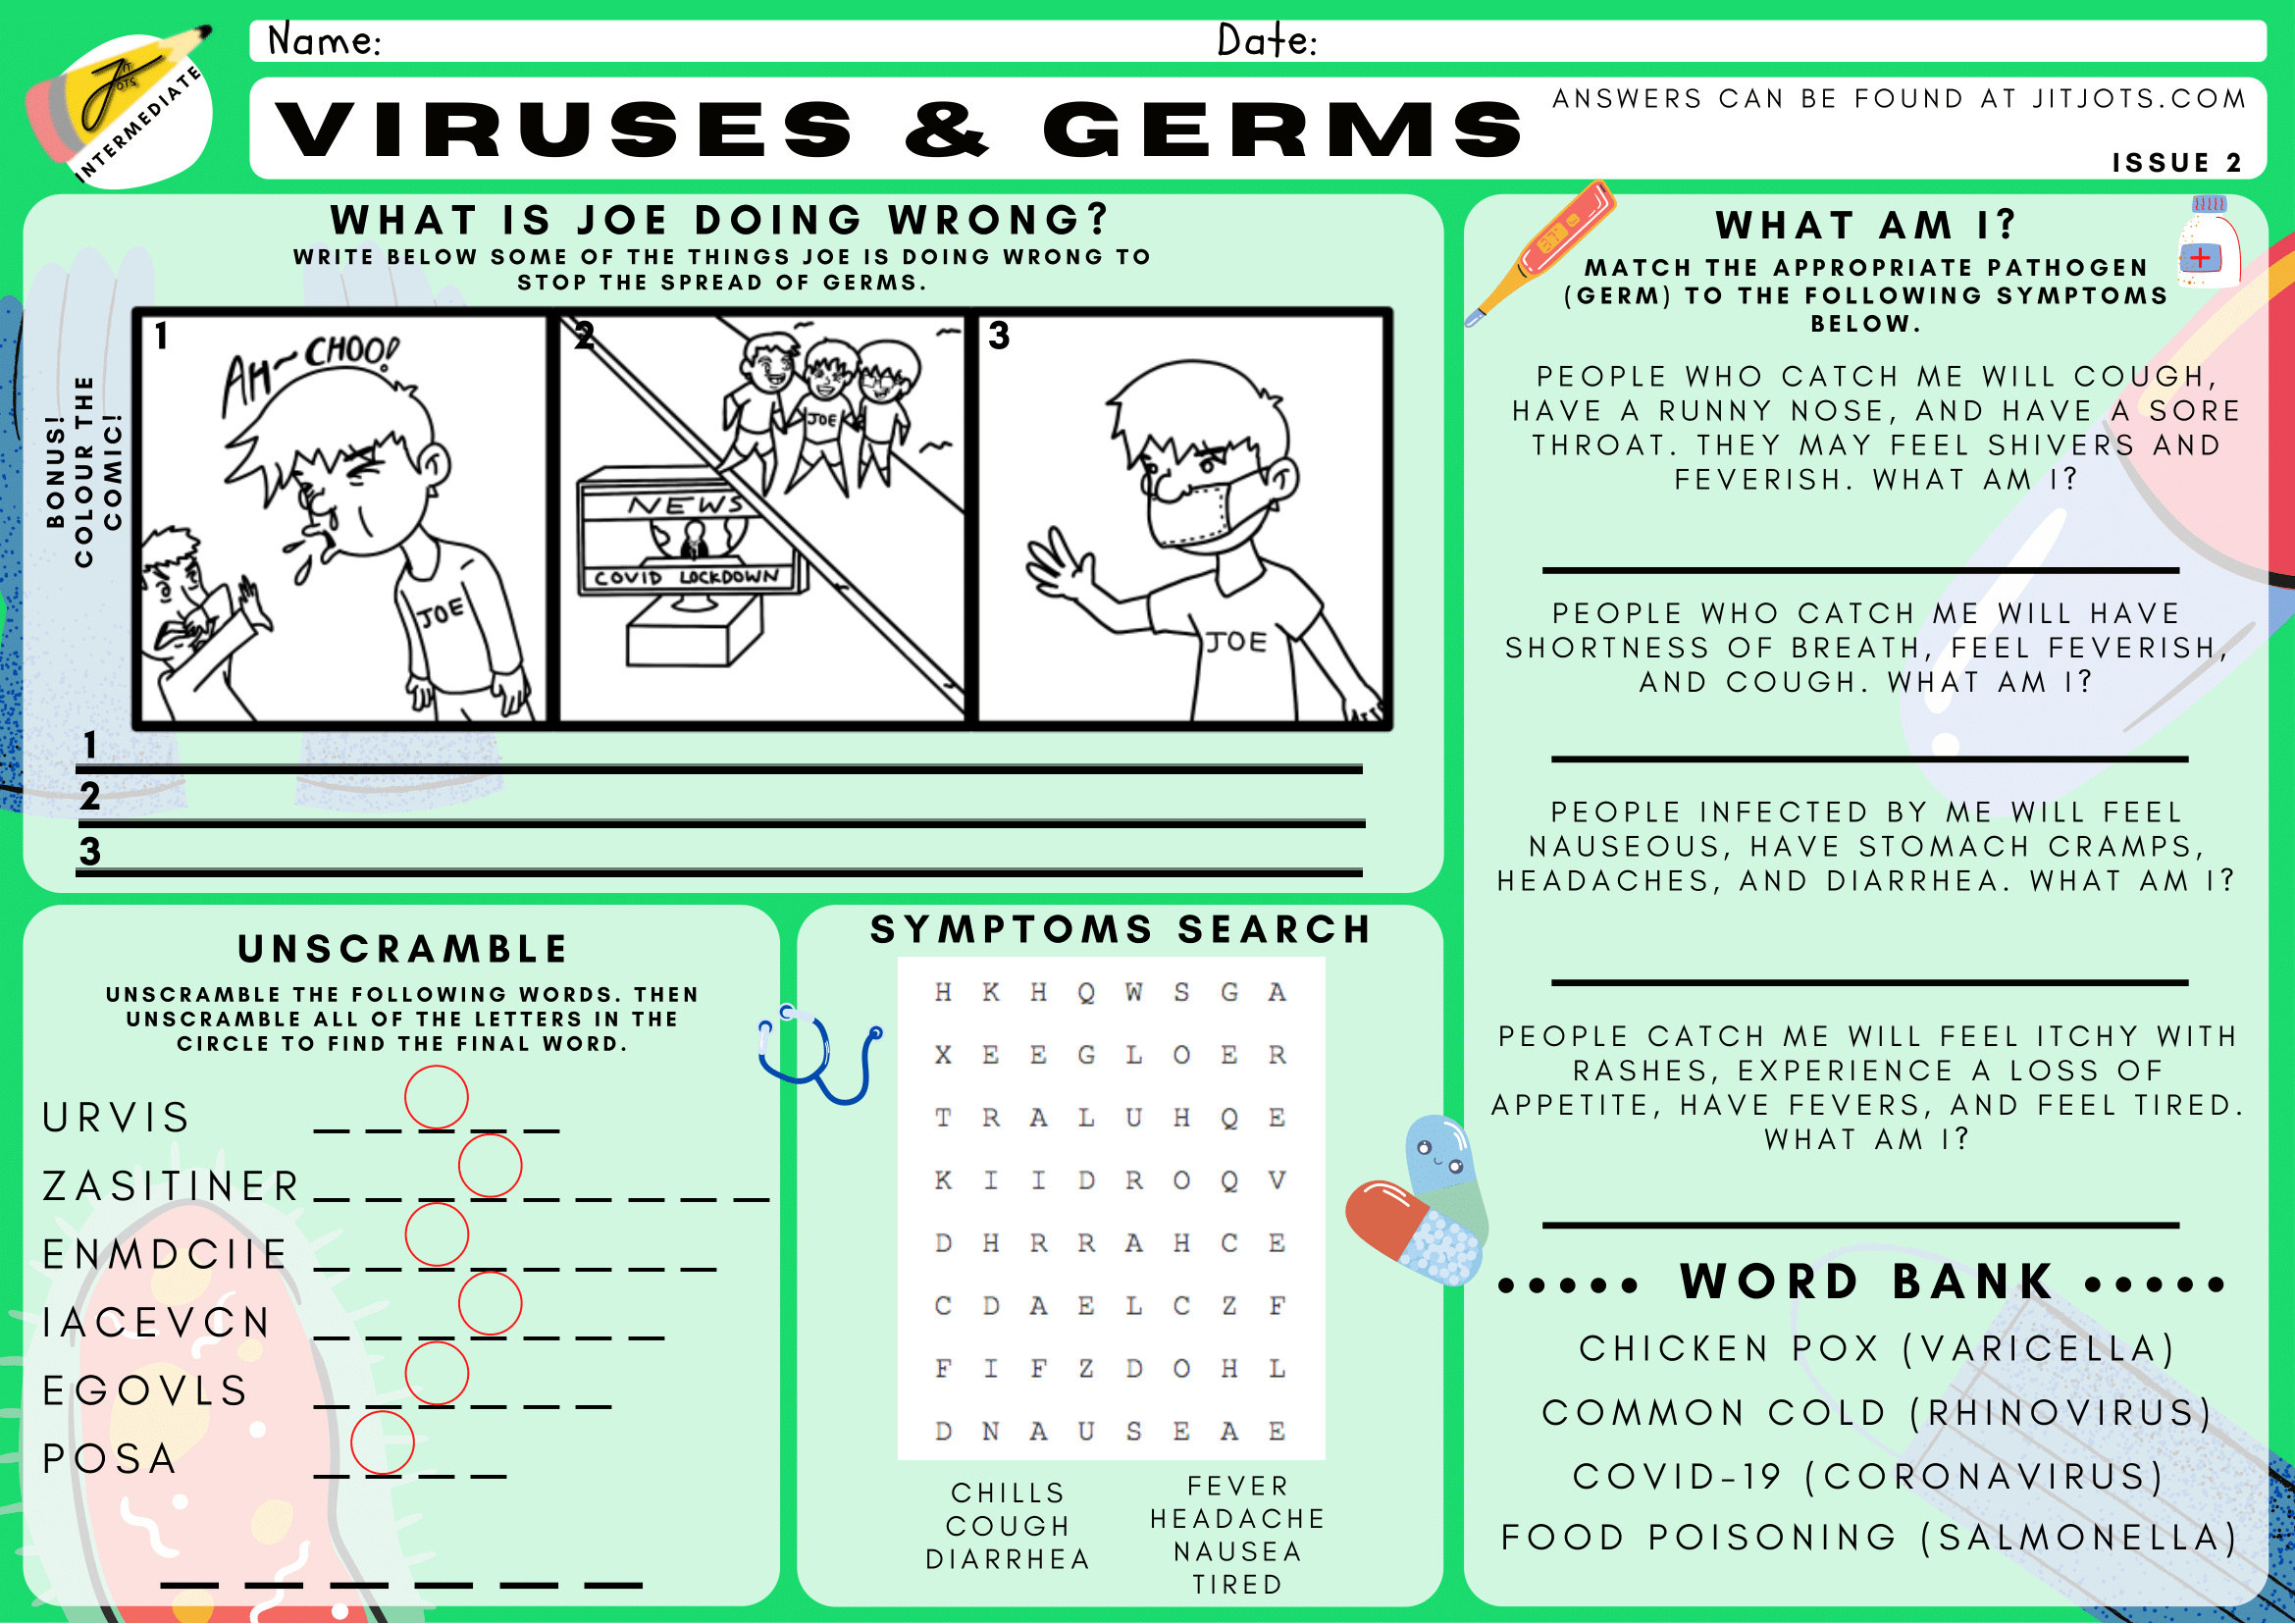 JIT
JOTS
INTERMEDIATE
Name:
Date:
VIRUSES & GERMS
ANSWERS CAN BE FOUND AT JITJOTS.COM
ISSUE 2
WHAT IS JOE DOING WRONG?
WRITE BELOW SOME OF THE THINGS JOE IS DOING WRONG TO
STOP THE SPREAD OF GERMS.
BONUS!
COLOUR THE
COMIC!
1
AH-CHOO!
JOE
2
JOE
NEWS
COVID LOCKDOWN
3
JOE
1
2
3
UNSCRAMBLE
UNSCRAMBLE THE FOLLOWING WORDS. THEN
UNSCRAMBLE ALL OF THE LETTERS IN THE
CIRCLE TO FIND THE FINAL WORD.
URVIS
ZASITINER
ENMDCIIE
IACEVCN
EGOVLS
POSA
SYMPTOMS SEARCH
H K H Q W S G A
X E E G L O E R
T R A L U H Q E
K I I D R O Q V
D H R R A H C E
C D A E L C Z F
F I F Z D O H L
D N A U S E A E
CHILLS
COUGH
DIARRHEA
FEVER
HEADACHE
NAUSEA
TIRED
WHAT AM I?
MATCH THE APPROPRIATE PATHOGEN
(GERM) TO THE FOLLOWING SYMPTOMS
BELOW.
PEOPLE WHO CATCH ME WILL COUGH,
HAVE A RUNNY NOSE, AND HAVE A SORE
THROAT. THEY MAY FEEL SHIVERS AND
FEVERISH. WHAT AM I?
PEOPLE WHO CATCH ME WILL HAVE
SHORTNESS OF BREATH, FEEL FEVERISH,
AND COUGH. WHAT AM I?
PEOPLE INFECTED BY ME WILL FEEL
NAUSEOUS, HAVE STOMACH CRAMPS,
HEADACHES, AND DIARRHEA. WHAT AM I?
PEOPLE CATCH ME WILL FEEL ITCHY WITH
RASHES, EXPERIENCE A LOSS OF
APPETITE, HAVE FEVERS, AND FEEL TIRED.
WHAT AM I?
••••• WORD BANK •••••
CHICKEN POX (VARICELLA)
COMMON COLD (RHINOVIRUS)
COVID-19 (CORONAVIRUS)
FOOD POISONING (SALMONELLA)